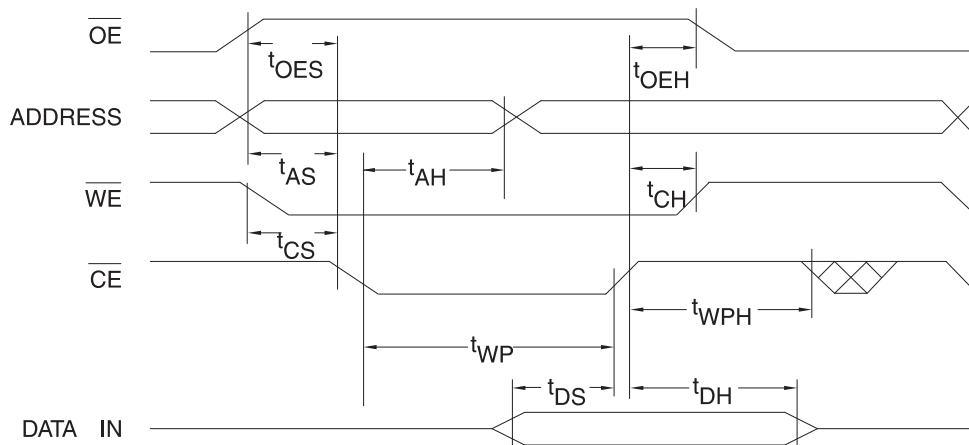 OE
tOES
tOEH
ADDRESS
tAS
tAH
WE
tCH
tCS
CE
tWPH
tWP
tDS
tDH
DATA IN